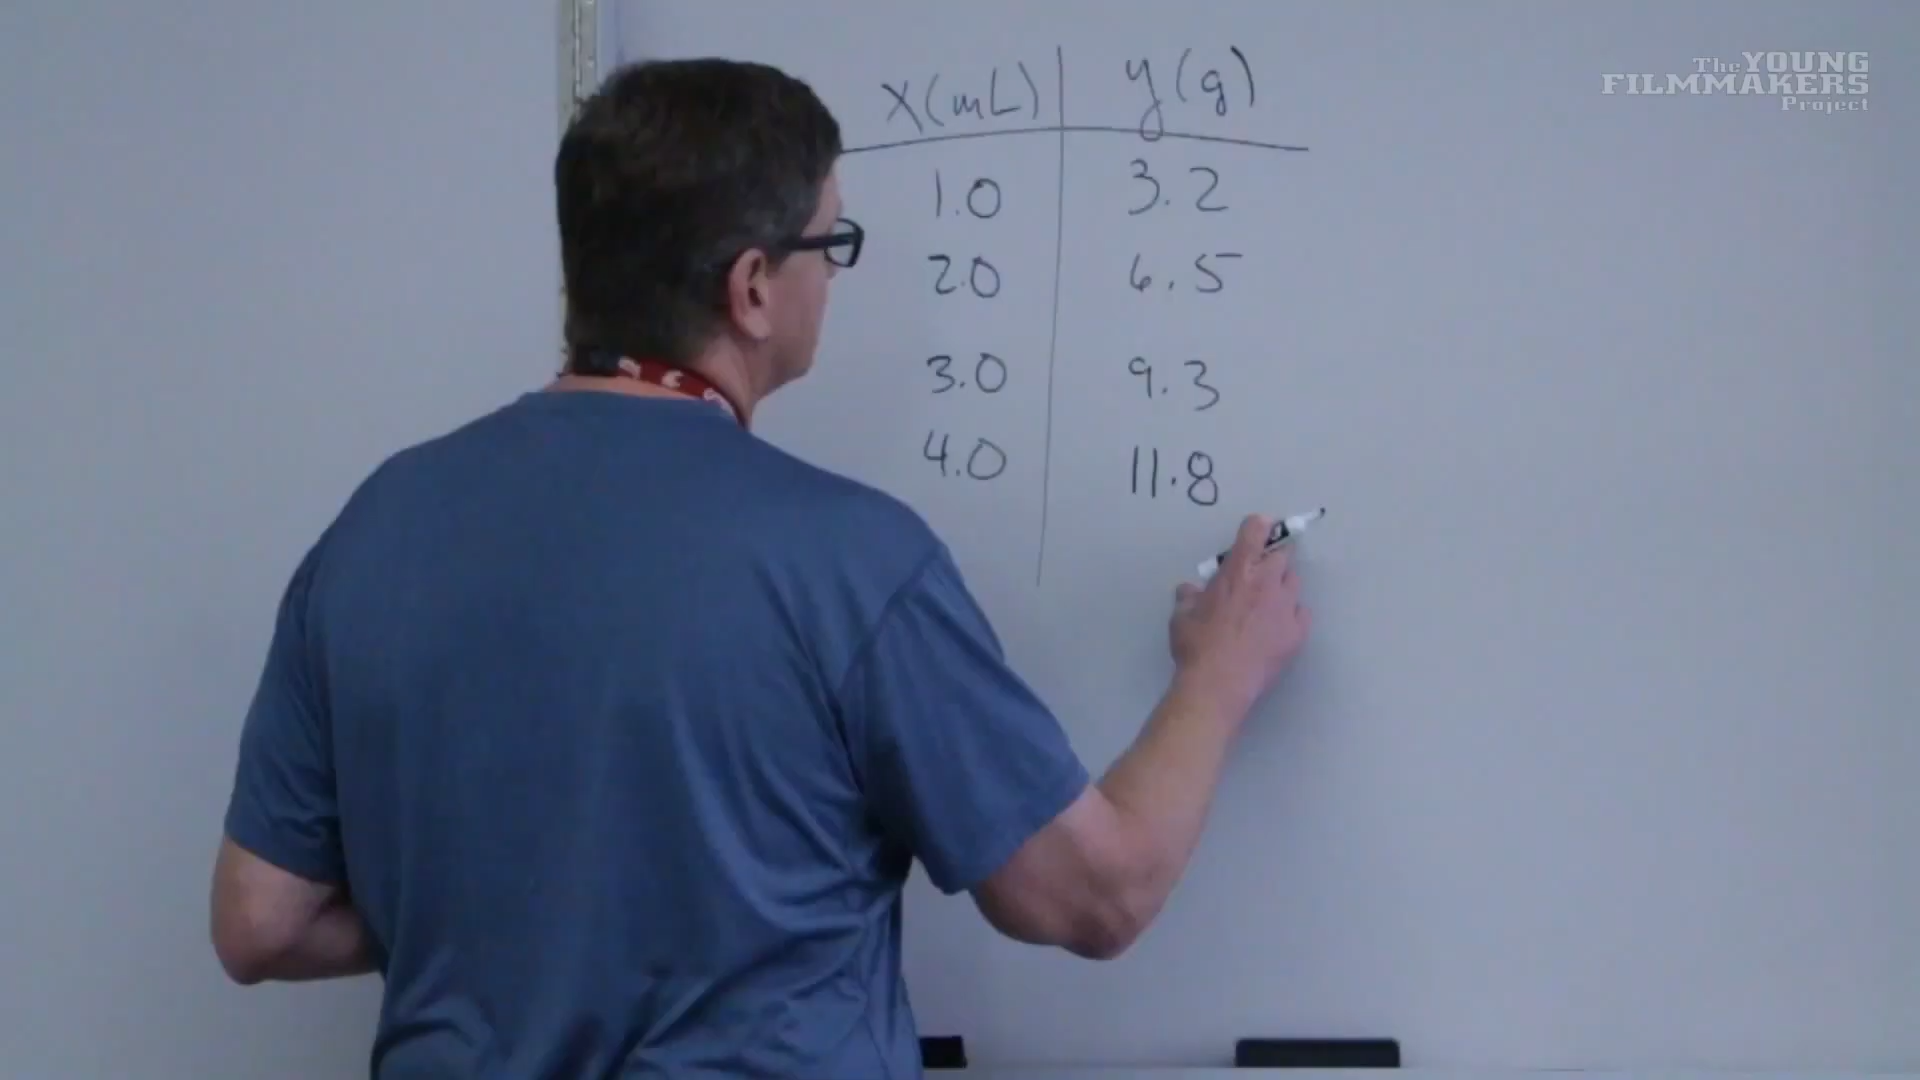 The YOUNG
FILMMAKERS
Project
x(mL) y(g)
1.0 3.2
2.0 6.5
3.0 9.3
4.0 11.8